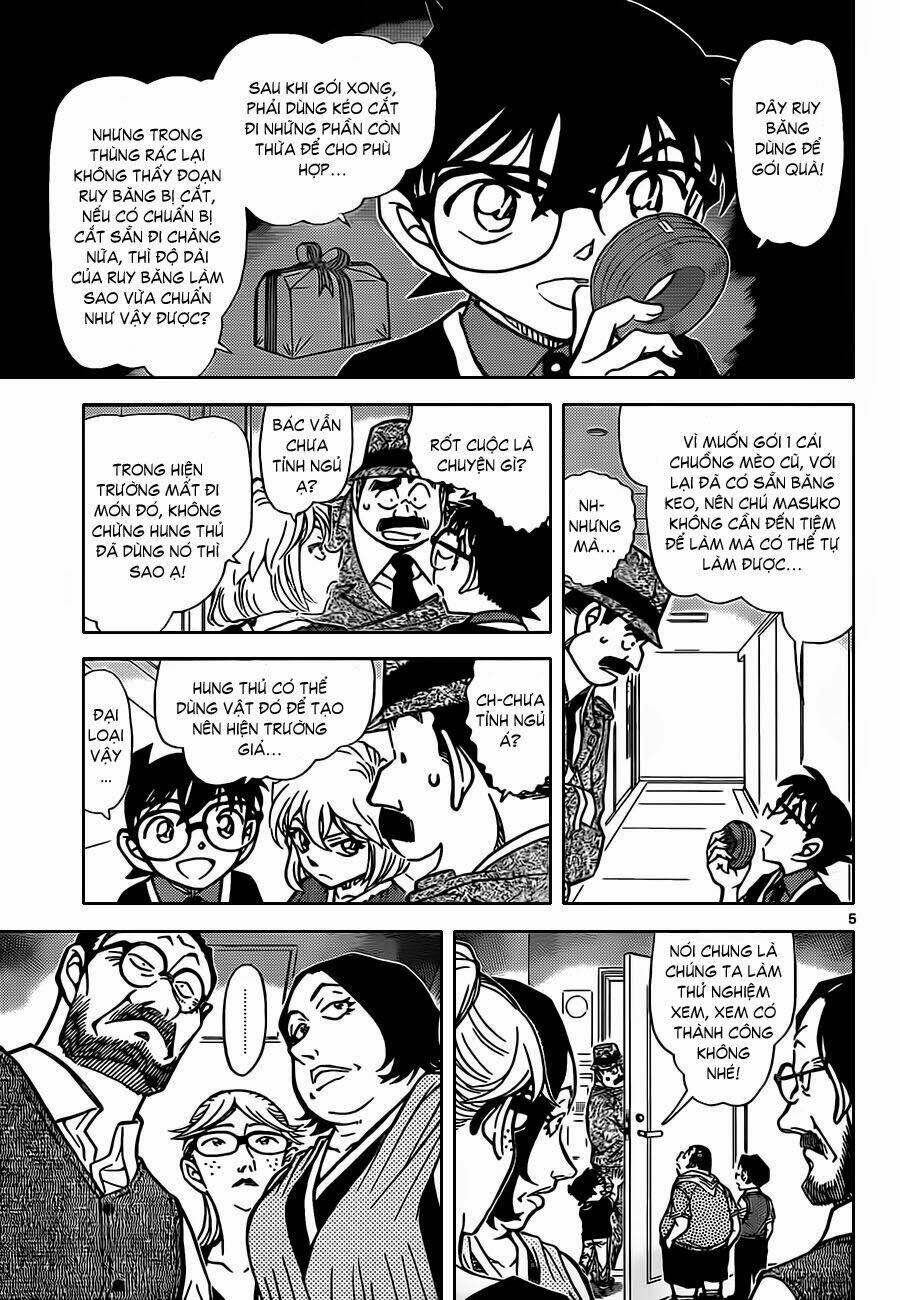 DÂY RUY
BĂNG
DÙNG ĐỂ
GÓI QUÀ!
SAU KHI GÓI XONG,
PHẢI DÙNG KÉO CẮT
ĐI NHỮNG PHẦN CÒN
THỪA ĐỂ CHO PHÙ
HỢP...
NHƯNG TRONG
THÙNG RÁC LẠI
KHÔNG THẤY ĐOẠN
RUY BĂNG BỊ CẮT,
NẾU CÓ CHUẨN BỊ
CẮT SẴN ĐI CHĂNG
NỮA, THÌ ĐỘ DÀI
CỦA RUY BĂNG LÀM
SAO VỪA CHUẨN
NHƯ VẬY ĐƯỢC?
VÌ MUỐN GÓI 1 CÁI
CHUỒNG MÈO CŨ, VỚI
LẠI ĐÃ CÓ SẴN BĂNG
KEO, NÊN CHÚ MASUKO
KHÔNG CẦN ĐẾN TIỆM
ĐỂ LÀM MÀ CÓ THỂ TỰ
LÀM ĐƯỢC...
NH-
NHƯNG
MÀ...
RỐT CUỘC LÀ
CHUYỆN GÌ?
BÁC VẪN
CHƯA
TỈNH NGỦ
Ạ?
TRONG HIỆN
TRƯỜNG MẤT ĐI
MÓN ĐÓ, KHÔNG
CHỪNG HUNG THỦ
ĐÃ DÙNG NÓ THÌ
SAO Ạ!
CH-CHƯA
TỈNH NGỦ
Á?
HUNG THỦ CÓ THỂ
DÙNG VẬT ĐÓ ĐỂ TẠO
NÊN HIỆN TRƯỜNG
GIẢ...
ĐẠI
LOẠI
VẬY
...
5
NÓI CHUNG LÀ
CHÚNG TA LÀM
THỬ NGHIỆM
XEM, XEM CÓ
THÀNH CÔNG
KHÔNG
NHÉ!
..........